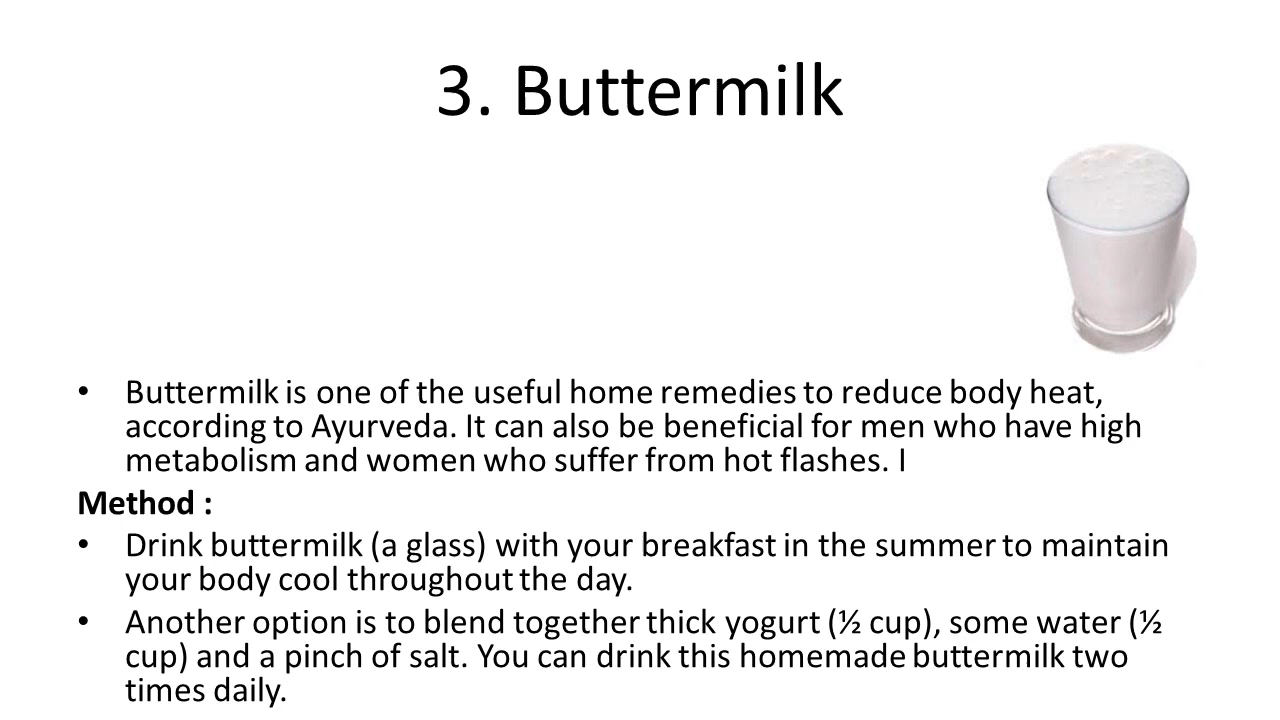 3. Buttermilk
• Buttermilk is one of the useful home remedies to reduce body heat,
according to Ayurveda. It can also be beneficial for men who have high
metabolism and women who suffer from hot flashes. I
Method :
• Drink buttermilk (a glass) with your breakfast in the summer to maintain
your body cool throughout the day.
• Another option is to blend together thick yogurt (½ cup), some water (½
cup) and a pinch of salt. You can drink this homemade buttermilk two
times daily.